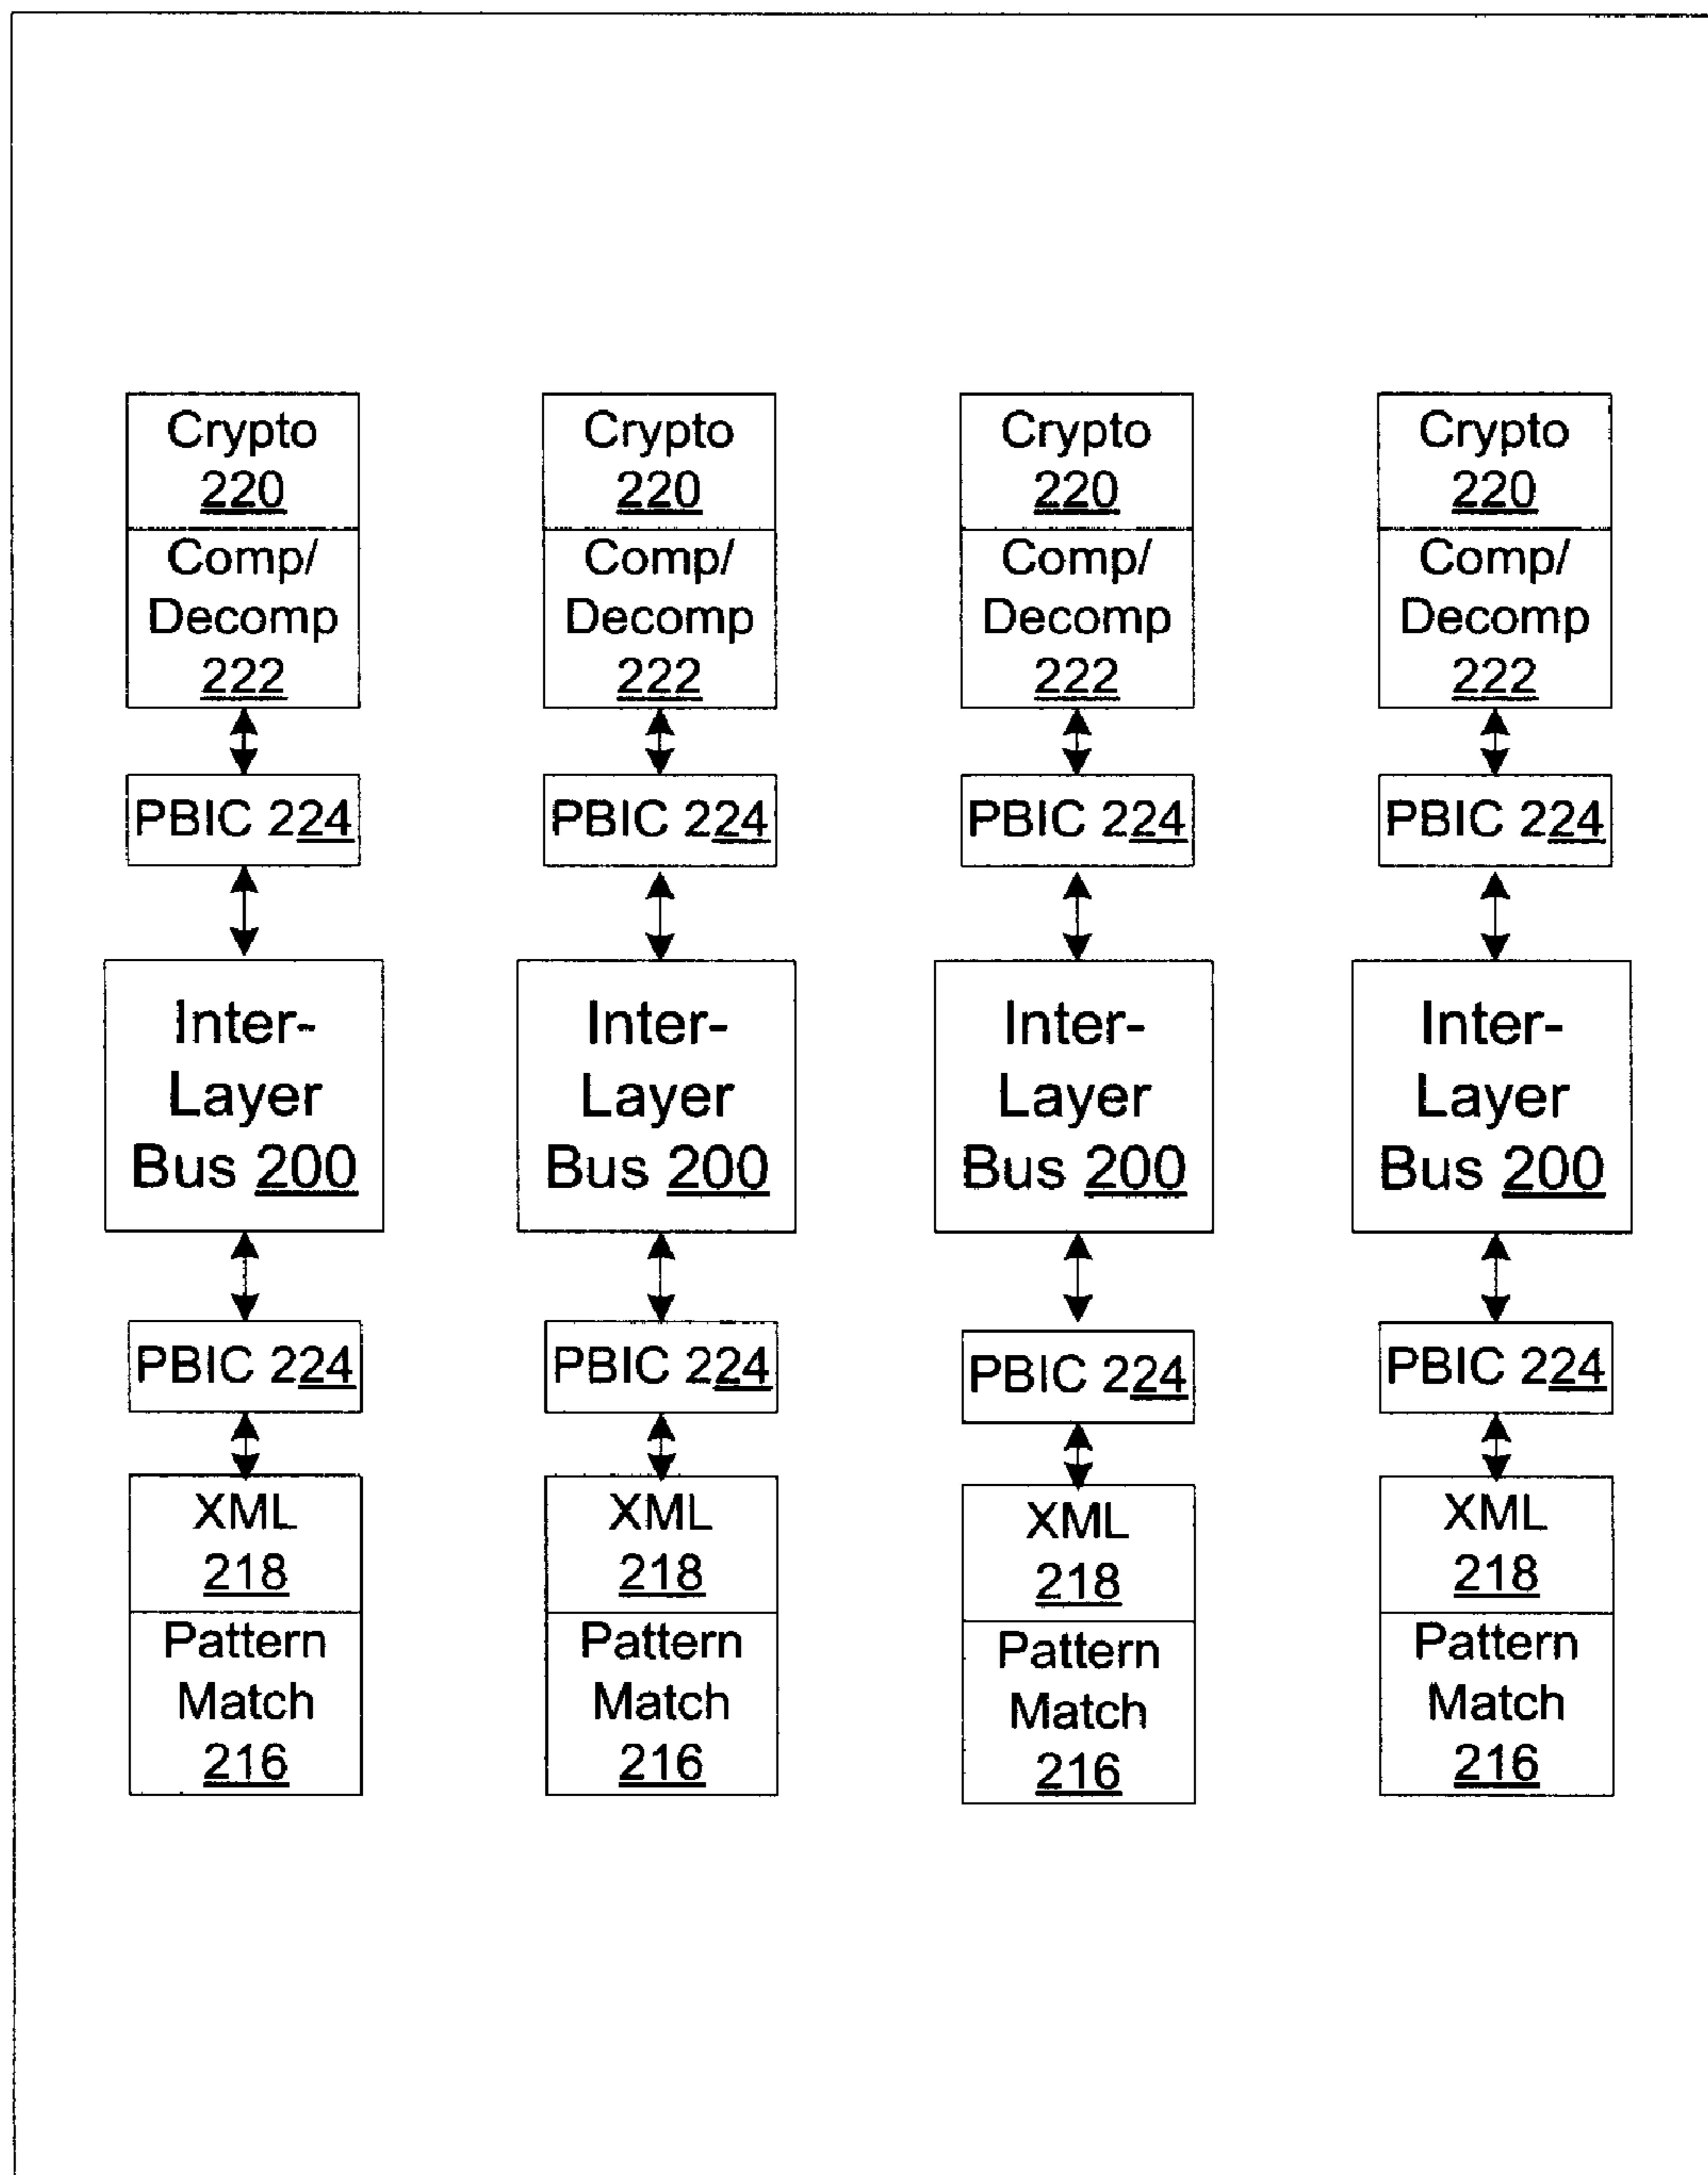 Crypto
220
Comp/
Decomp
222
PBIC 224
Inter-
Layer
Bus 200
PBIC 224
XML
218
Pattern
Match
216
Crypto
220
Comp/
Decomp
222
PBIC 224
Inter-
Layer
Bus 200
PBIC 224
XML
218
Pattern
Match
216
Crypto
220
Comp/
Decomp
222
PBIC 224
Inter-
Layer
Bus 200
PBIC 224
XML
218
Pattern
Match
216
Crypto
220
Comp/
Decomp
222
PBIC 224
Inter-
Layer
Bus 200
PBIC 224
XML
218
Pattern
Match
216